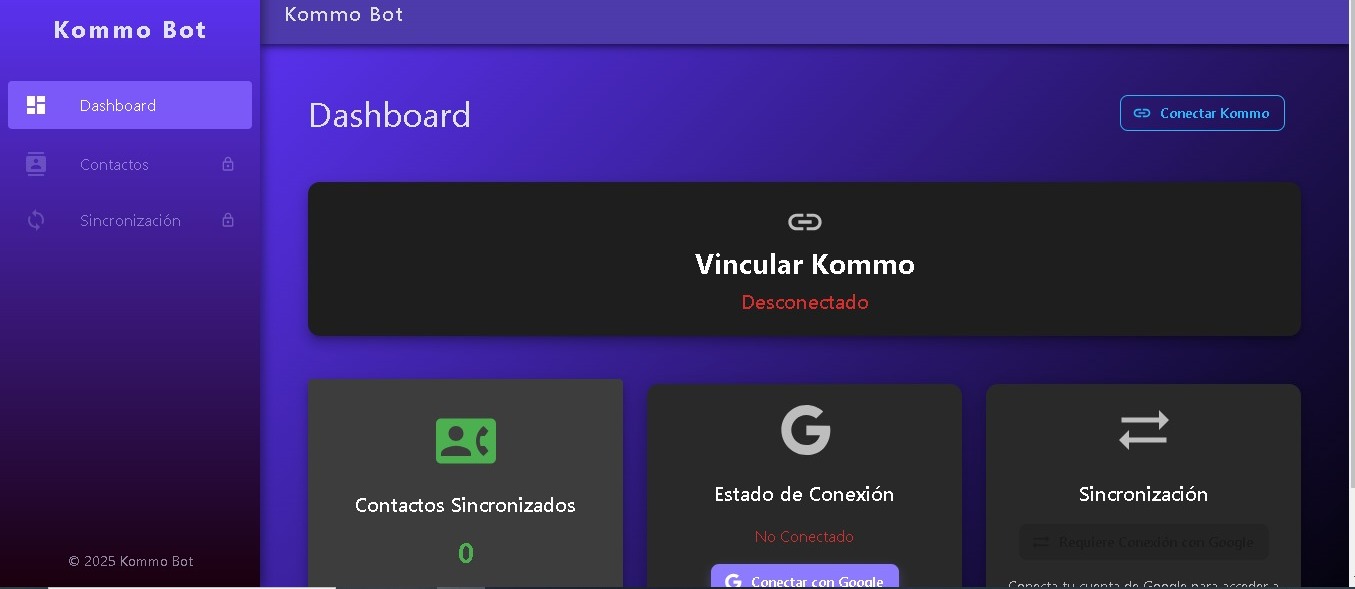 Kommo Bot
Kommo Bot
Dashboard
Contactos
Sincronización
© 2025 Kommo Bot
Dashboard
Conectar Kommo
Vincular Kommo
Desconectado
Contactos Sincronizados
0
Estado de Conexión
No Conectado
Conectar con Google
Sincronización
Requiere Conexión con Google
Conecta tu cuenta de Google para acceder a